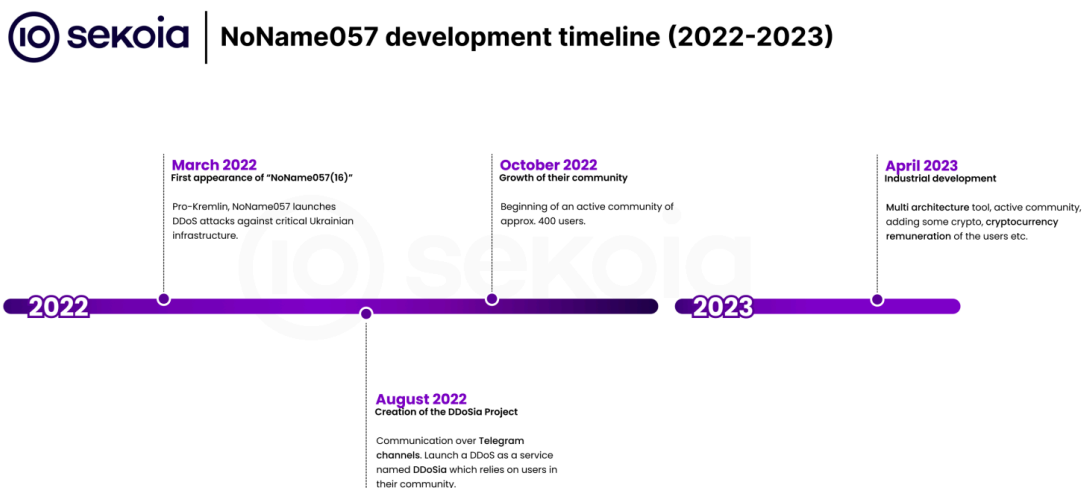 IO sekoia
NoName057 development timeline (2022-2023)
March 2022
First appearance of “NoName057(16)”
Pro-Kremlin, NoName057 launches
DDoS attacks against critical Ukrainian
infrastructure.
October 2022
Growth of their community
Beginning of an active community of
approx. 400 users.
April 2023
Industrial development
Multi architecture tool, active community,
adding some crypto, cryptocurrency
remuneration of the users etc.
IO sekoia
2022
2023
August 2022
Creation of the DDoSia Project
Communication over Telegram
channels. Launch a DDoS as a service
named DDoSia which relies on users in
their community.